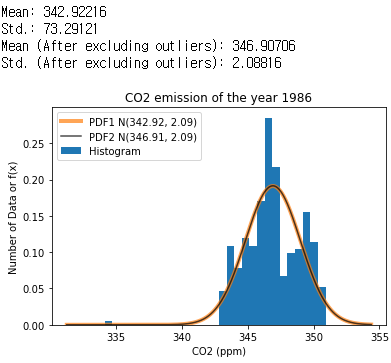 Mean: 342.92216
Std.: 73.29121
Mean (After excluding outliers): 346.90706
Std. (After excluding outliers): 2.08816
CO2 emission of the year 1986
PDF1 N(342.92, 2.09)
PDF2 N(346.91, 2.09)
Histogram
Number of Data or f(x)
0.25
0.20
0.15
0.10
0.05
0.00
335 340 345 350 355
CO2 (ppm)